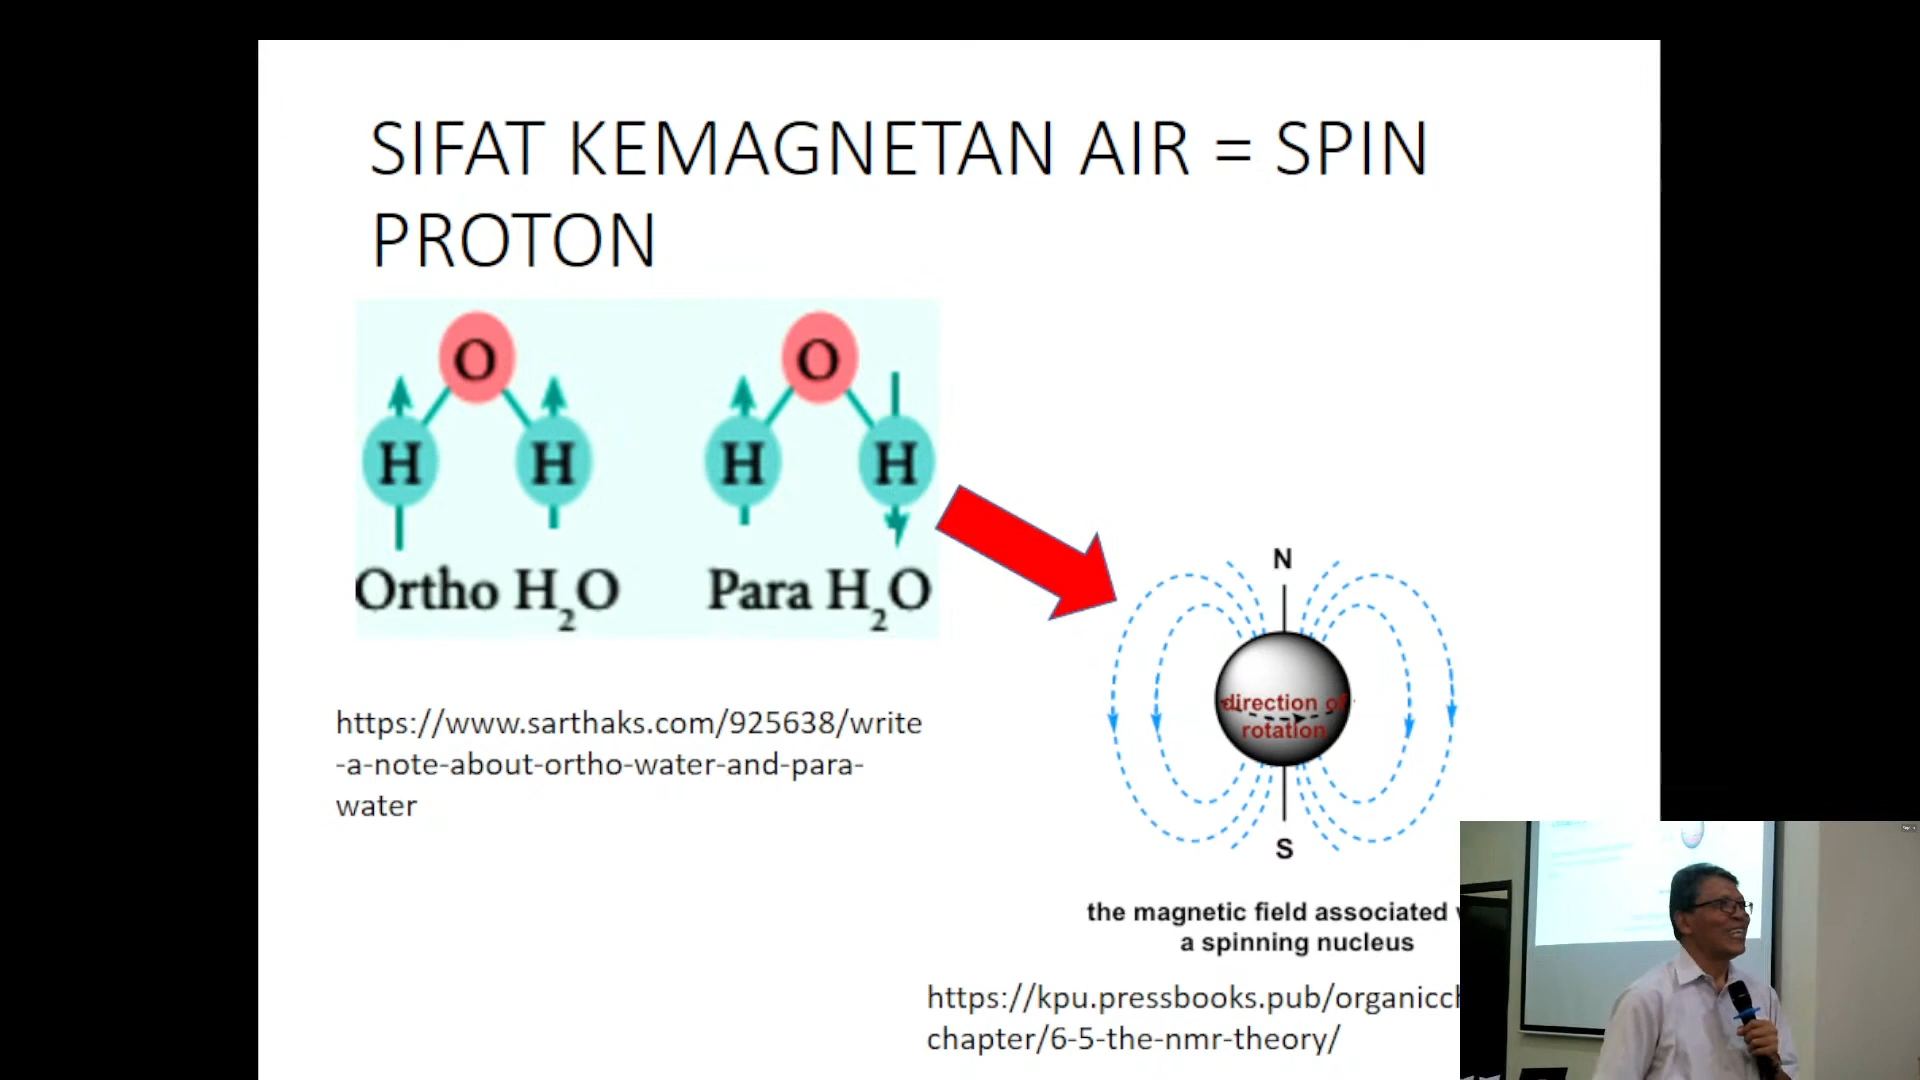 SIFAT KEMAGNETAN AIR = SPIN
PROTON
O
O
H
H
H
H
Ortho H₂O
Para H₂O
https://www.sarthaks.com/925638/write
-a-note-about-ortho-water-and-para-
water
N
direction of
rotation
S
the magnetic field associated
a spinning nucleus
https://kpu.pressbooks.pub/organicch
chapter/6-5-the-nmr-theory/